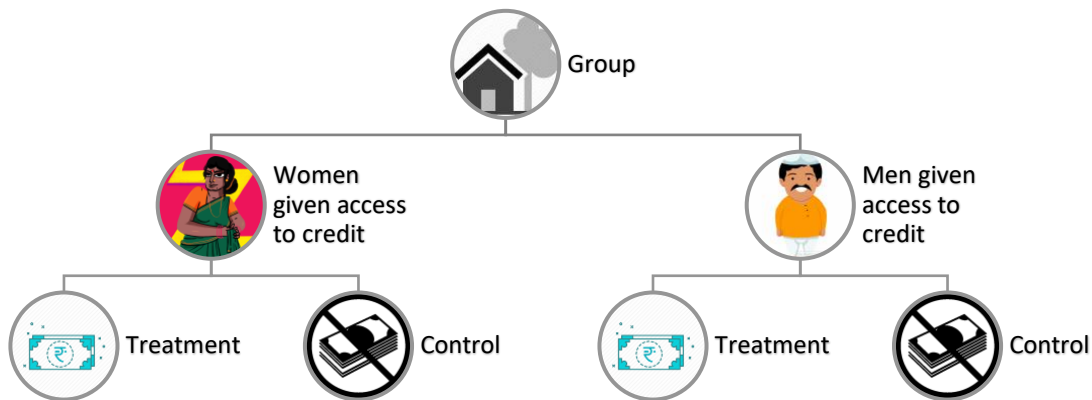 Group
Women
given access
to credit
Men given
access to
credit
Treatment
Control
Treatment
Control